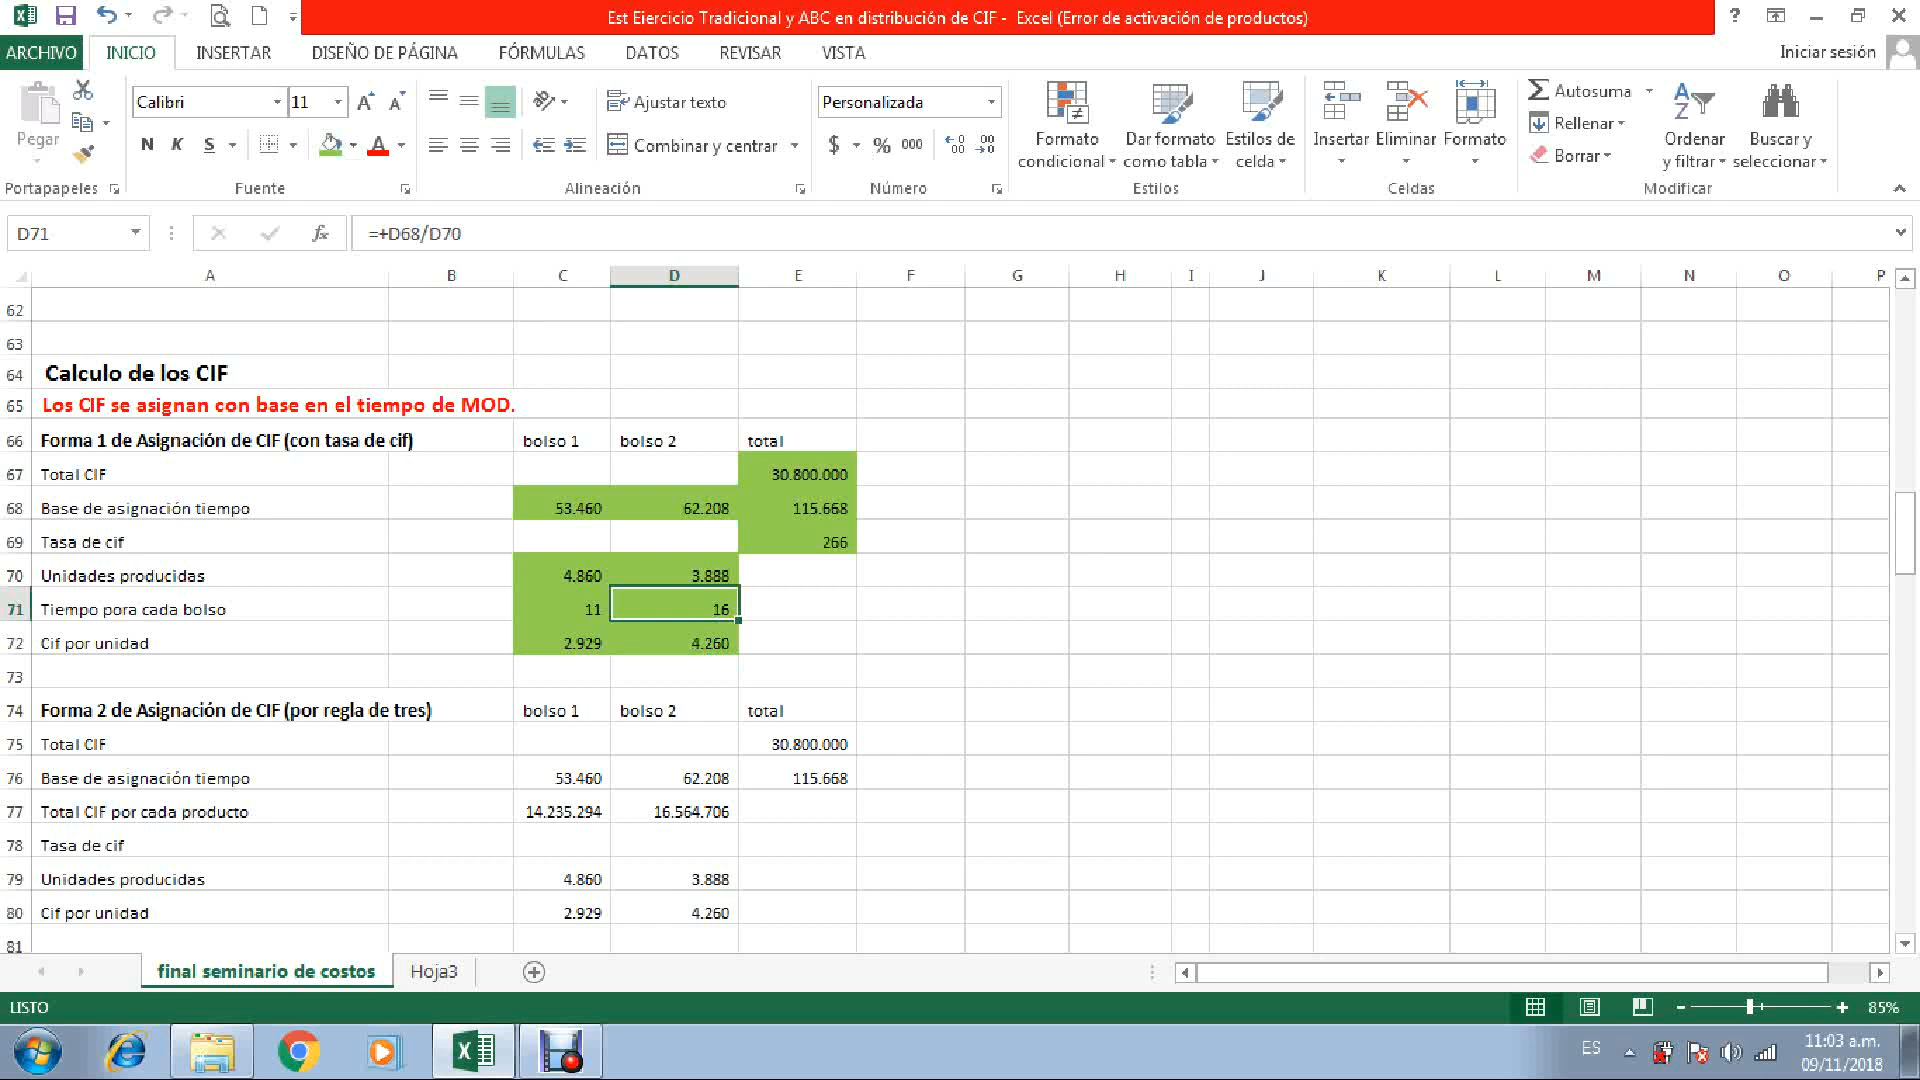 Est Ejercicio Tradicional y ABC en distribución de CIF - Excel (Error de activación de productos)
?
ARCHIVO INICIO INSERTAR DISEÑO DE PÁGINA FÓRMULAS DATOS REVISAR VISTA Iniciar sesión
Pegar
Portapapeles
Calibri 11
N K S
Fuente
Ajustar texto
Combinar y centrar
Alineación
Personalizada
$ % 000
Número
Formato condicional
Dar formato como tabla
Estilos de celda
Estilos
Insertar Eliminar Formato
Celdas
Autosuma
Rellenar
Borrar
Ordenar y filtrar
Buscar y seleccionar
Modificar
D71 fx =+D68/D70
A B C D E F G H I J K L M N O P
62
63
64 Calculo de los CIF
65 Los CIF se asignan con base en el tiempo de MOD.
66 Forma 1 de Asignación de CIF (con tasa de cif) bolso 1 bolso 2 total
67 Total CIF 30.800.000
68 Base de asignación tiempo 53.460 62.208 115.668
69 Tasa de cif 266
70 Unidades producidas 4.860 3.888
71 Tiempo pora cada bolso 11 16
72 Cif por unidad 2.929 4.260
73
74 Forma 2 de Asignación de CIF (por regla de tres) bolso 1 bolso 2 total
75 Total CIF 30.800.000
76 Base de asignación tiempo 53.460 62.208 115.668
77 Total CIF por cada producto 14.235.294 16.564.706
78 Tasa de cif
79 Unidades producidas 4.860 3.888
80 Cif por unidad 2.929 4.260
81
final seminario de costos Hoja3
LISTO 85%
ES 11:03 a.m.
09/11/2018